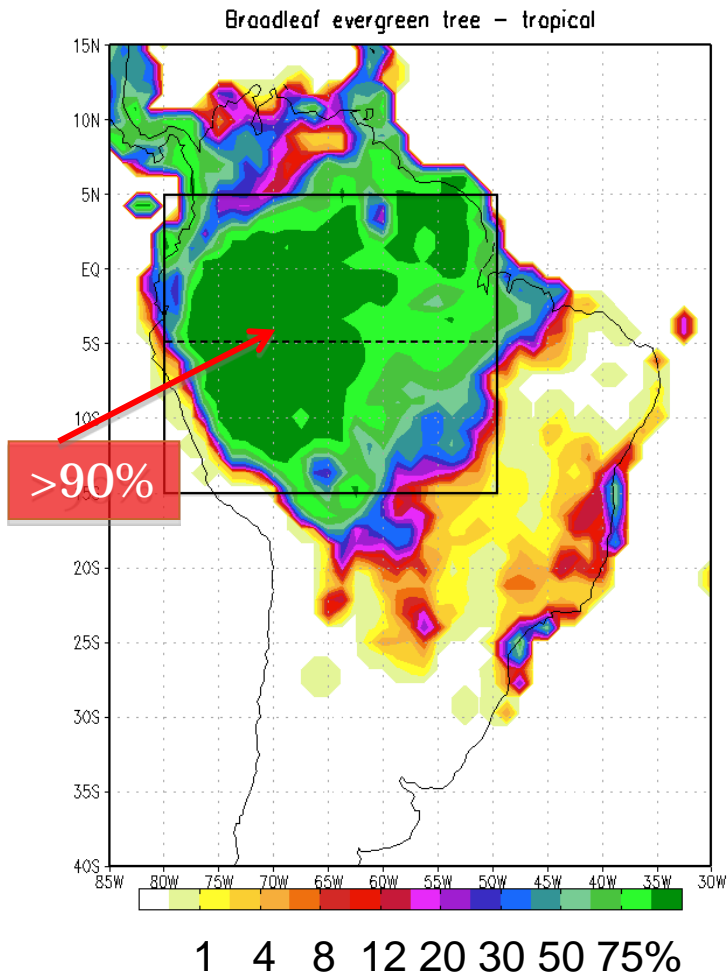 Broadleaf evergreen tree – tropical
15N
10N
5N
EQ
5S
10S
>90%
15S
20S
25S
30S
35S
40S
85W 80W 75W 70W 65W 60W 55W 50W 45W 40W 35W 30W
1 4 8 12 20 30 50 75%